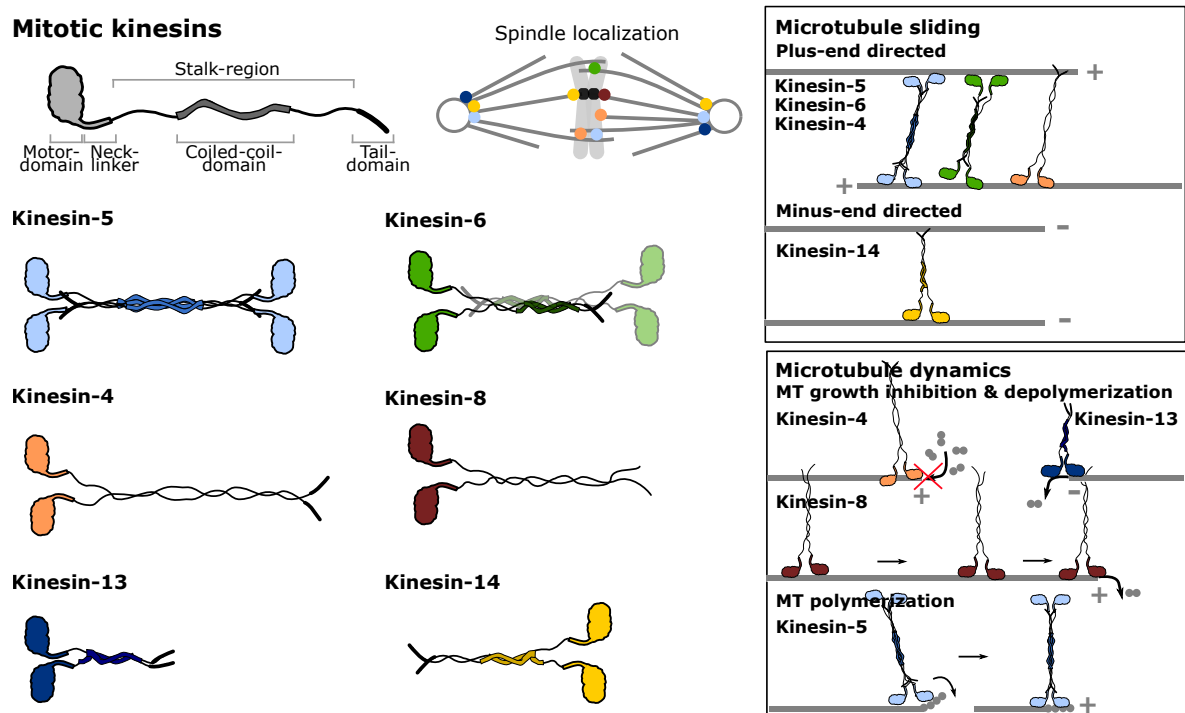 Mitotic kinesins
Stalk-region
Motor-
domain
Neck-
linker
Coiled-coil-
domain
Tail-
domain
Spindle localization
Kinesin-5
Kinesin-6
Kinesin-4
Kinesin-8
Kinesin-13
Kinesin-14
Microtubule sliding
Plus-end directed
+
Kinesin-5
Kinesin-6
Kinesin-4
+
Minus-end directed
-
Kinesin-14
-
Microtubule dynamics
MT growth inhibition & depolymerization
Kinesin-4
Kinesin-13
+
-
Kinesin-8
+
MT polymerization
Kinesin-5
+